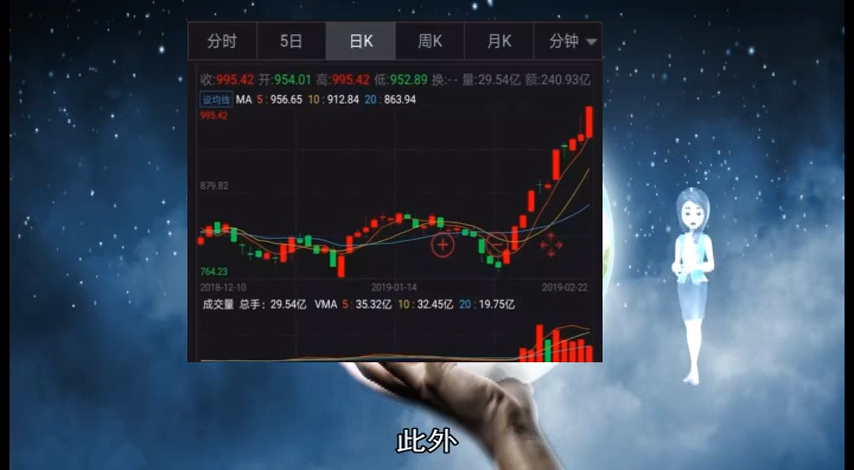 分时 5日 日K 周K 月K 分钟
收:995.42 开:954.01 高:995.42 低:952.89 换:-- 量:29.54亿 额:240.93亿
设均线 MA 5:956.65 10:912.84 20:863.94
995.42
879.82
764.23
2018-12-10 2019-01-14 2019-02-22
成交量 总手:29.54亿 VMA 5:35.32亿 10:32.45亿 20:19.75亿
此外